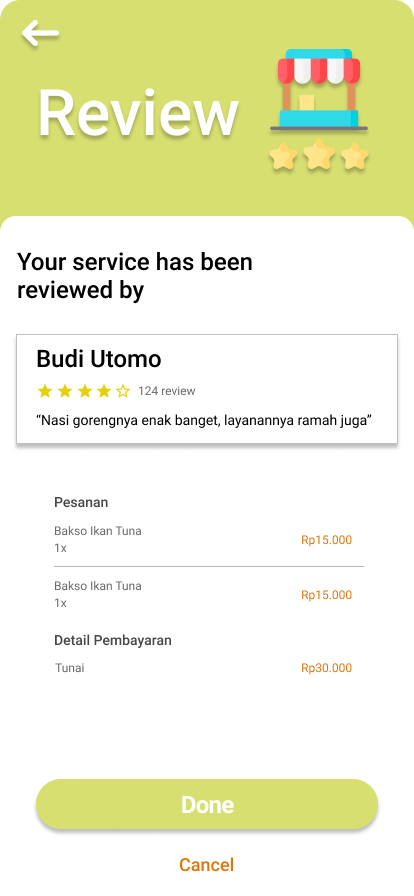 Review
Your service has been
reviewed by
Budi Utomo
124 review
“Nasi gorengnya enak banget, layanannya ramah juga”
Pesanan
Bakso Ikan Tuna
1x
Rp15.000
Bakso Ikan Tuna
1x
Rp15.000
Detail Pembayaran
Tunai
Rp30.000
Done
Cancel